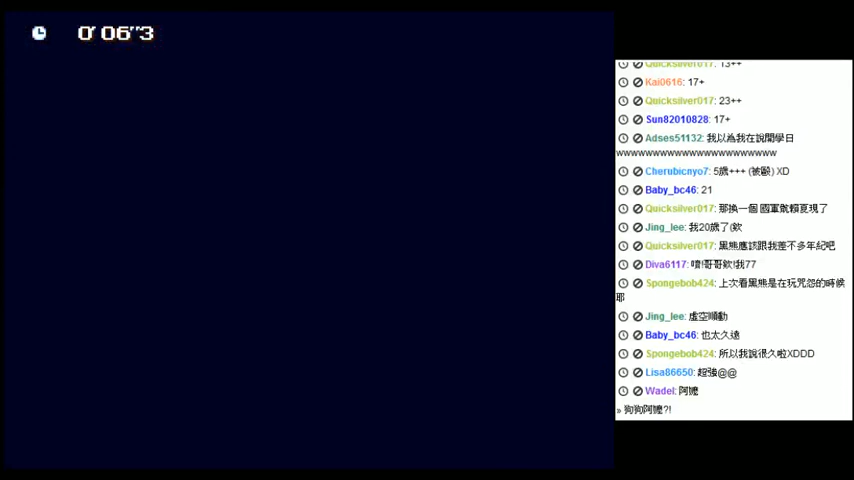 0'06"3
Quicksilver017: 13++
Kai0616: 17+
Quicksilver017: 23++
Sun82010828: 17+
Adses51132: 我以為我在說開學日
wwwwwwwwwwwwwwwwwwwwwww
Cherubicnyo7: 5歲+++ (被毆) XD
Baby_bc46: 21
Quicksilver017: 那換一個 國軍戰賴夏現了
Jing_lee: 我20歲了(欸
Quicksilver017: 黑熊應該跟我差不多年紀吧
Diva6117: 唷!哥哥欸!我77
Spongebob424: 上次看黑熊是在玩咒怨的時候
耶
Jing_lee: 虛空順動
Baby_bc46: 也太久遠
Spongebob424: 所以我說很久啦XDDD
Lisa86650: 超強@@
Wadel: 阿嬤
» 狗狗阿嬤?!